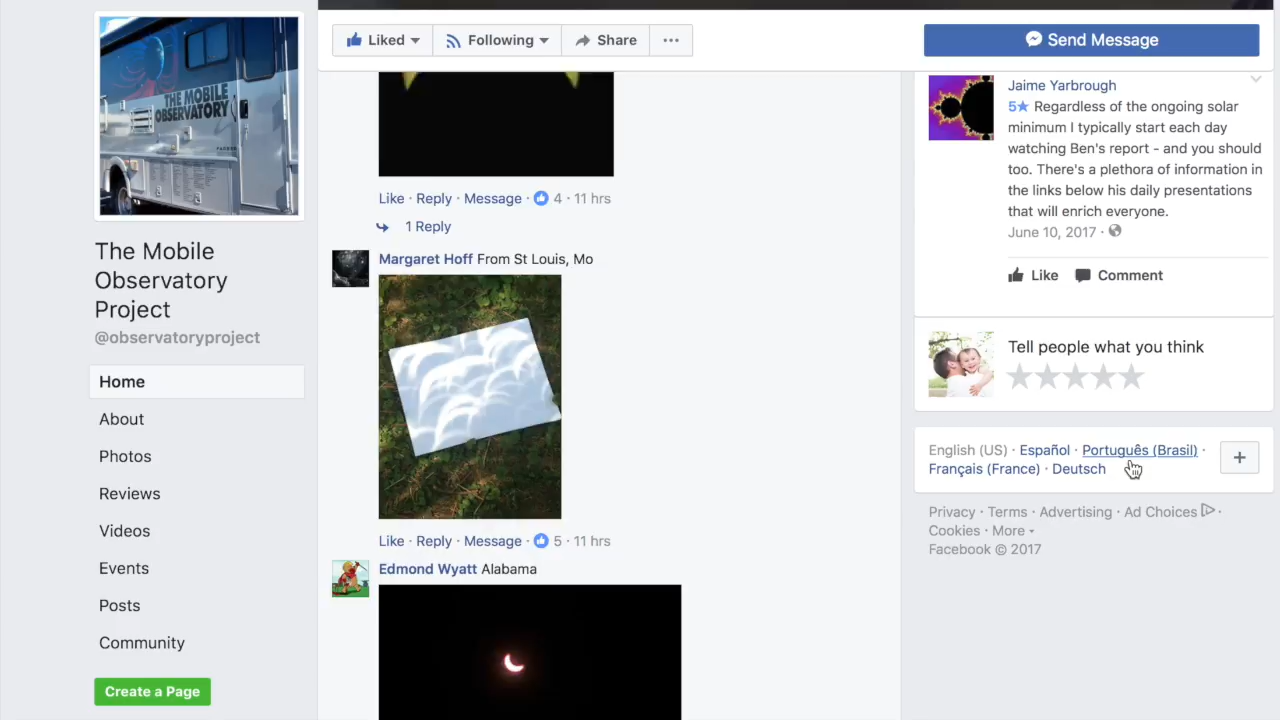 THE MOBILE
OBSERVATORY
The Mobile
Observatory
Project
@observatoryproject
Home
About
Photos
Reviews
Videos
Events
Posts
Community
Create a Page
Liked
Following
Share
Send Message
Like · Reply · Message · 4 · 11 hrs
1 Reply
Margaret Hoff From St Louis, Mo
Like · Reply · Message · 5 · 11 hrs
Edmond Wyatt Alabama
Jaime Yarbrough
5★ Regardless of the ongoing solar
minimum I typically start each day
watching Ben's report - and you should
too. There's a plethora of information in
the links below his daily presentations
that will enrich everyone.
June 10, 2017 ·
Like Comment
Tell people what you think
English (US) · Español · Português (Brasil) ·
Français (France) · Deutsch
+
Privacy · Terms · Advertising · Ad Choices ·
Cookies · More
Facebook © 2017